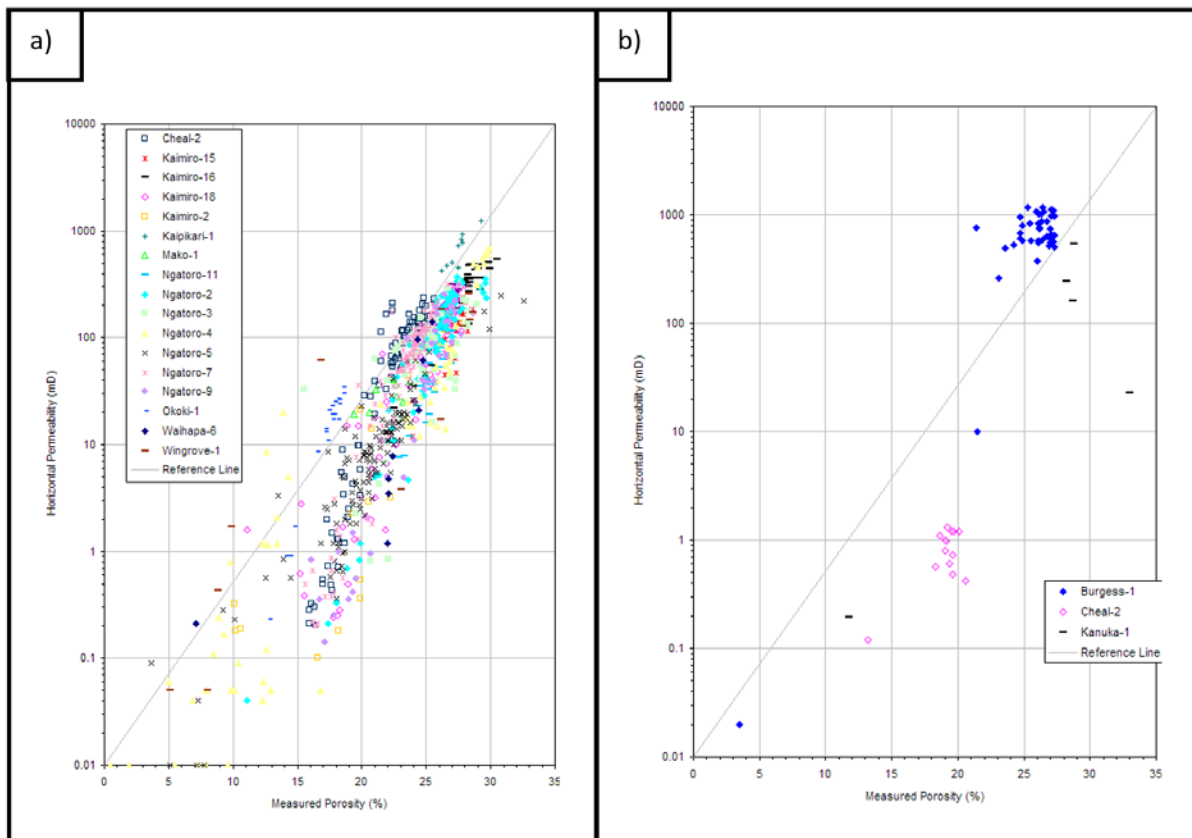 a)
10000
1000
100
10
1
0.1
0.01
Horizontal Permeability (mD)
Cheal-2
Kaimiro-15
Kaimiro-16
Kaimiro-18
Kaimiro-2
Kaipikari-1
Mako-1
Ngatoro-11
Ngatoro-2
Ngatoro-3
Ngatoro-4
Ngatoro-5
Ngatoro-7
Ngatoro-9
Okoki-1
Waihapa-6
Wingrove-1
Reference Line
0 5 10 15 20 25 30 35
Measured Porosity (%)
b)
10000
1000
100
10
1
0.1
0.01
Horizontal Permeability (mD)
Burgess-1
Cheal-2
Kanuka-1
Reference Line
0 5 10 15 20 25 30 35
Measured Porosity (%)